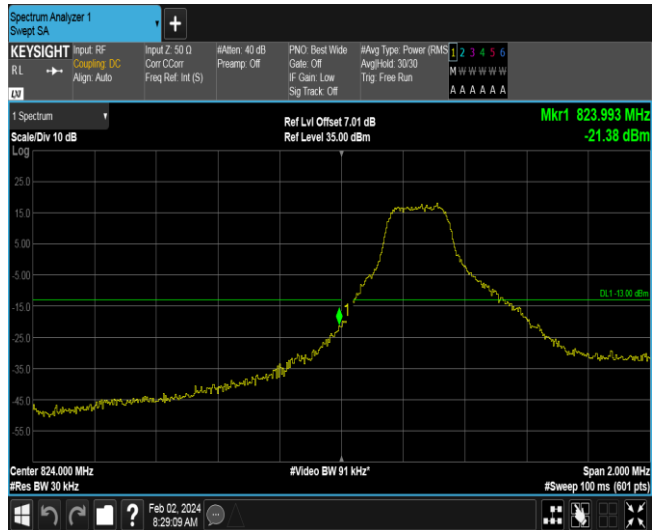 Spectrum Analyzer 1
Swept SA
+
KEYSIGHT
RL
LXI
Input: RF
Coupling: DC
Align: Auto
Input Z: 50 Ω
Corr CCorr
Freq Ref: Int (S)
#Atten: 40 dB
Preamp: Off
PNO: Best Wide
Gate: Off
IF Gain: Low
Sig Track: Off
#Avg Type: Power (RMS
Avg|Hold: 30/30
Trig: Free Run
1 2 3 4 5 6
M W W W W W
A A A A A A
1 Spectrum
Scale/Div 10 dB
Log
Ref Lvl Offset 7.01 dB
Ref Level 35.00 dBm
Mkr1 823.993 MHz
-21.38 dBm
25.0
15.0
5.00
-5.00
-15.0
-25.0
-35.0
-45.0
-55.0
DL1 -13.00 dBm
1
Center 824.000 MHz
#Res BW 30 kHz
#Video BW 91 kHz*
Span 2.000 MHz
#Sweep 100 ms (601 pts)
?
Feb 02, 2024
8:29:09 AM